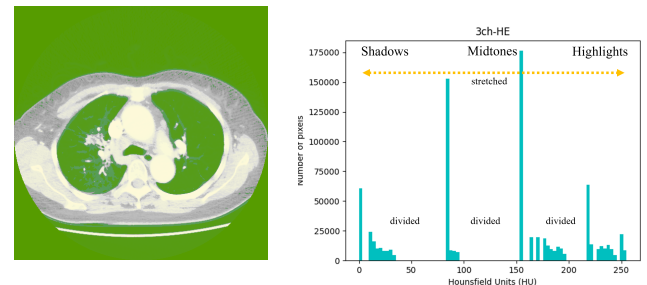 3ch-HE
Shadows Midtones Highlights
stretched
divided divided divided
175000
150000
125000
100000
75000
50000
25000
0
0 50 100 150 200 250
Number of pixels
Hounsfield Units (HU)